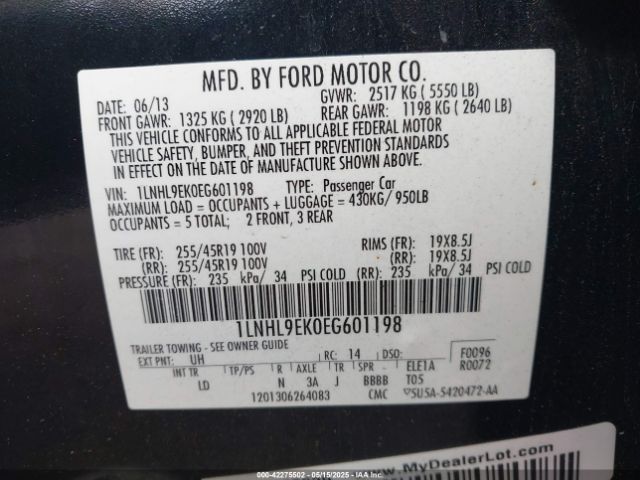 MFD. BY FORD MOTOR CO.
DATE: 06/13 GVWR: 2517 KG ( 5550 LB)
FRONT GAWR: 1325 KG ( 2920 LB) REAR GAWR: 1198 KG ( 2640 LB)
THIS VEHICLE CONFORMS TO ALL APPLICABLE FEDERAL MOTOR
VEHICLE SAFETY, BUMPER, AND THEFT PREVENTION STANDARDS
IN EFFECT ON THE DATE OF MANUFACTURE SHOWN ABOVE.
VIN: 1LNHL9EK0EG601198 TYPE: Passenger Car
MAXIMUM LOAD = OCCUPANTS + LUGGAGE = 430KG/ 950LB
OCCUPANTS = 5 TOTAL; 2 FRONT, 3 REAR
TIRE (FR): 255/45R19 100V RIMS (FR): 19X8.5J
(RR): 255/45R19 100V (RR): 19X8.5J
PRESSURE (FR): 235 kPa/ 34 PSI COLD (RR): 235 kPa/ 34 PSI COLD
1LNHL9EK0EG601198
TRAILER TOWING - SEE OWNER GUIDE
EXT PNT: UH RC: 14 DSO: F0096
INT TR TP/PS R AXLE TR SPR ELE1A R0072
LD N 3A J BBBB T05
1201306264083 CMC 5U5A-5420472-AA
www.
MyDealerLot.com
000-42275502 - 05/15/2025 - IAAI.COM